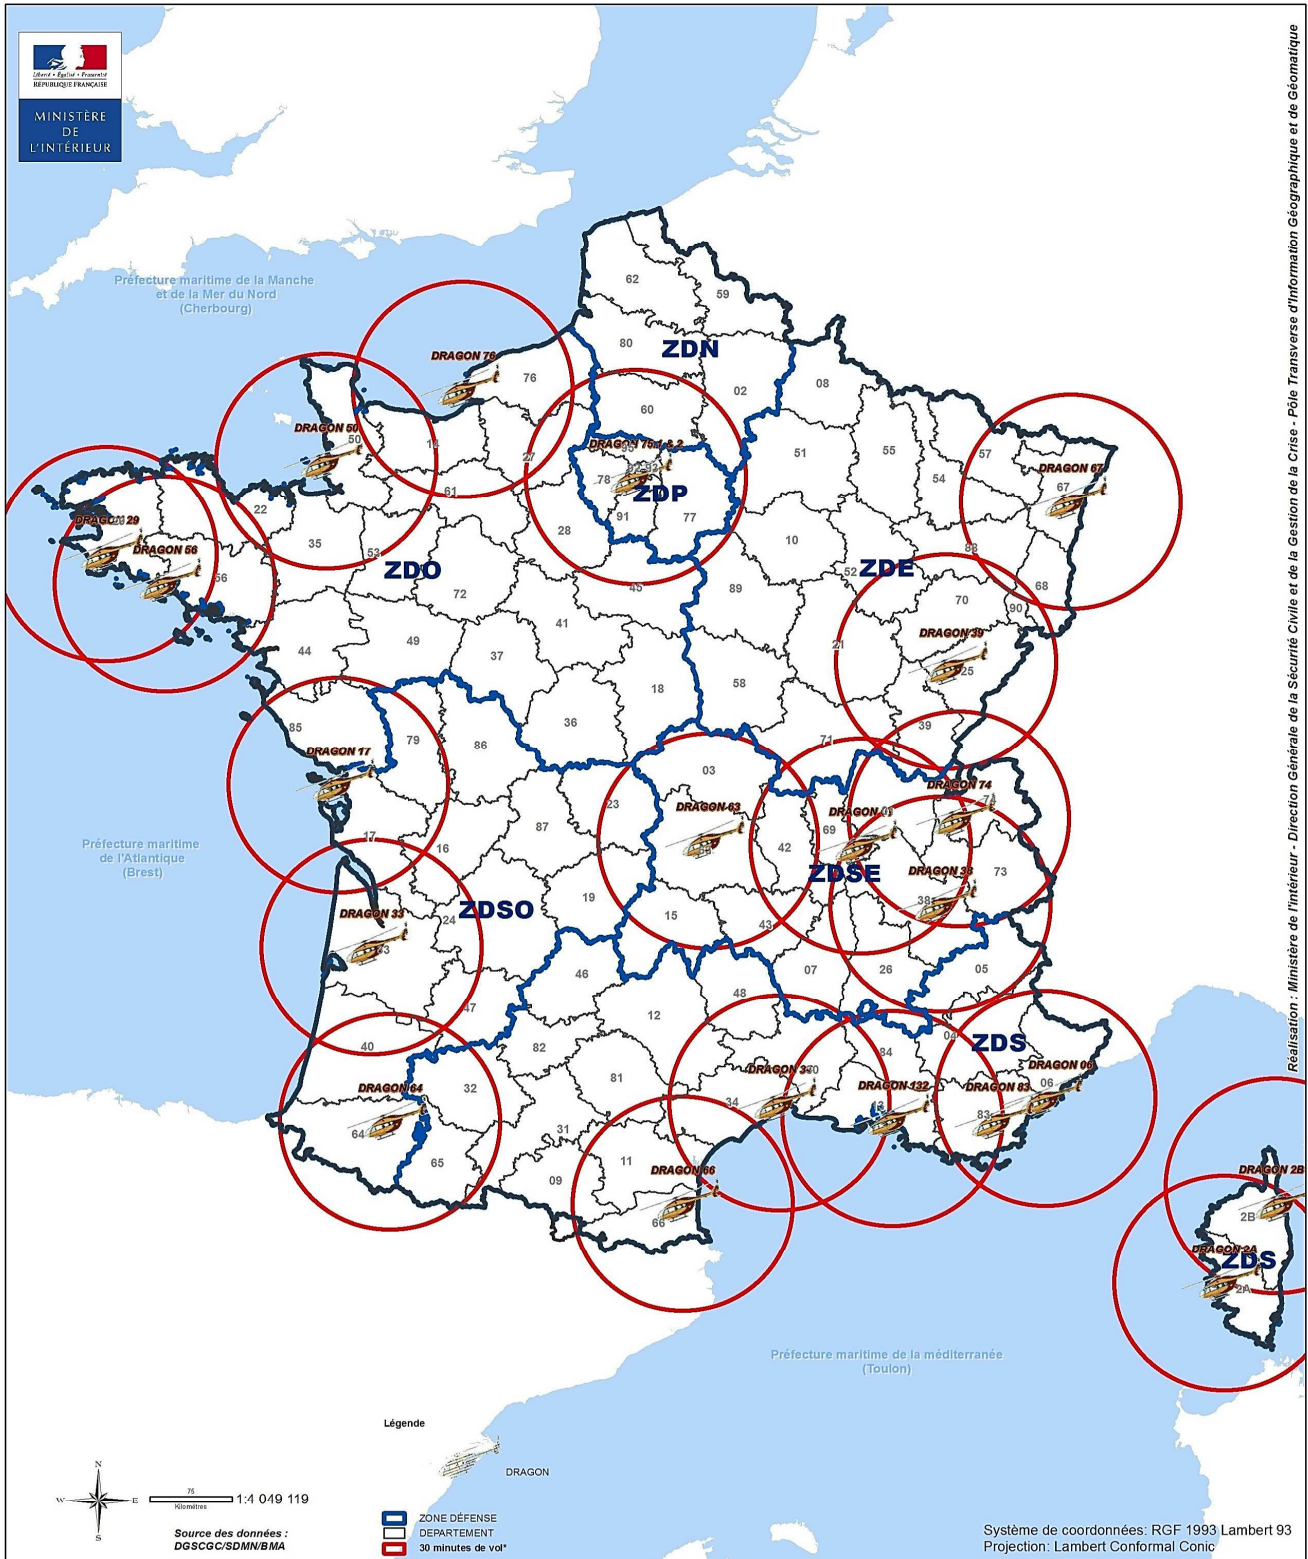 Liberté • Égalité • Fraternité
RÉPUBLIQUE FRANÇAISE
MINISTÈRE
DE
L'INTÉRIEUR
Réalisation : Ministère de l'intérieur - Direction Générale de la Sécurité Civile et de la Gestion de la Crise - Pôle Transverse d'Information Géographique et de Géomatique
Préfecture maritime de la Manche
et de la Mer du Nord
(Cherbourg)
62
59
80
ZDN
DRAGON 76
76
02
08
60
DRAGON 50
50
14
27
DRAGON 75-1 & 2
95
78
ZDP
91
77
51
55
54
57
DRAGON 67
67
61
22
DRAGON 29
DRAGON 56
56
35
53
ZDO
28
10
52
ZDE
88
68
72
45
89
70
90
41
44
49
37
21
DRAGON 39
25
18
58
85
36
39
DRAGON 17
79
86
71
03
DRAGON 74
74
23
DRAGON 63
DRAGON 69
69
87
17
16
42
ZDSE
DRAGON 38
38
73
19
ZDSO
24
15
43
DRAGON 33
33
46
07
26
05
48
47
12
40
82
84
04
ZDS
DRAGON 64
32
81
DRAGON 30
34
DRAGON 132
13
DRAGON 83
83
DRAGON 06
06
64
65
31
09
11
DRAGON 66
66
DRAGON 2B
2B
DRAGON 2A
ZDS
2A
Préfecture maritime
de l'Atlantique
(Brest)
Préfecture maritime de la méditerranée
(Toulon)
Légende
DRAGON
ZONE DÉFENSE
DEPARTEMENT
30 minutes de vol*
N
W
E
S
75
Kilomètres
1:4 049 119
Source des données :
DGSCGC/SDMN/BMA
Système de coordonnées: RGF 1993 Lambert 93
Projection: Lambert Conformal Conic